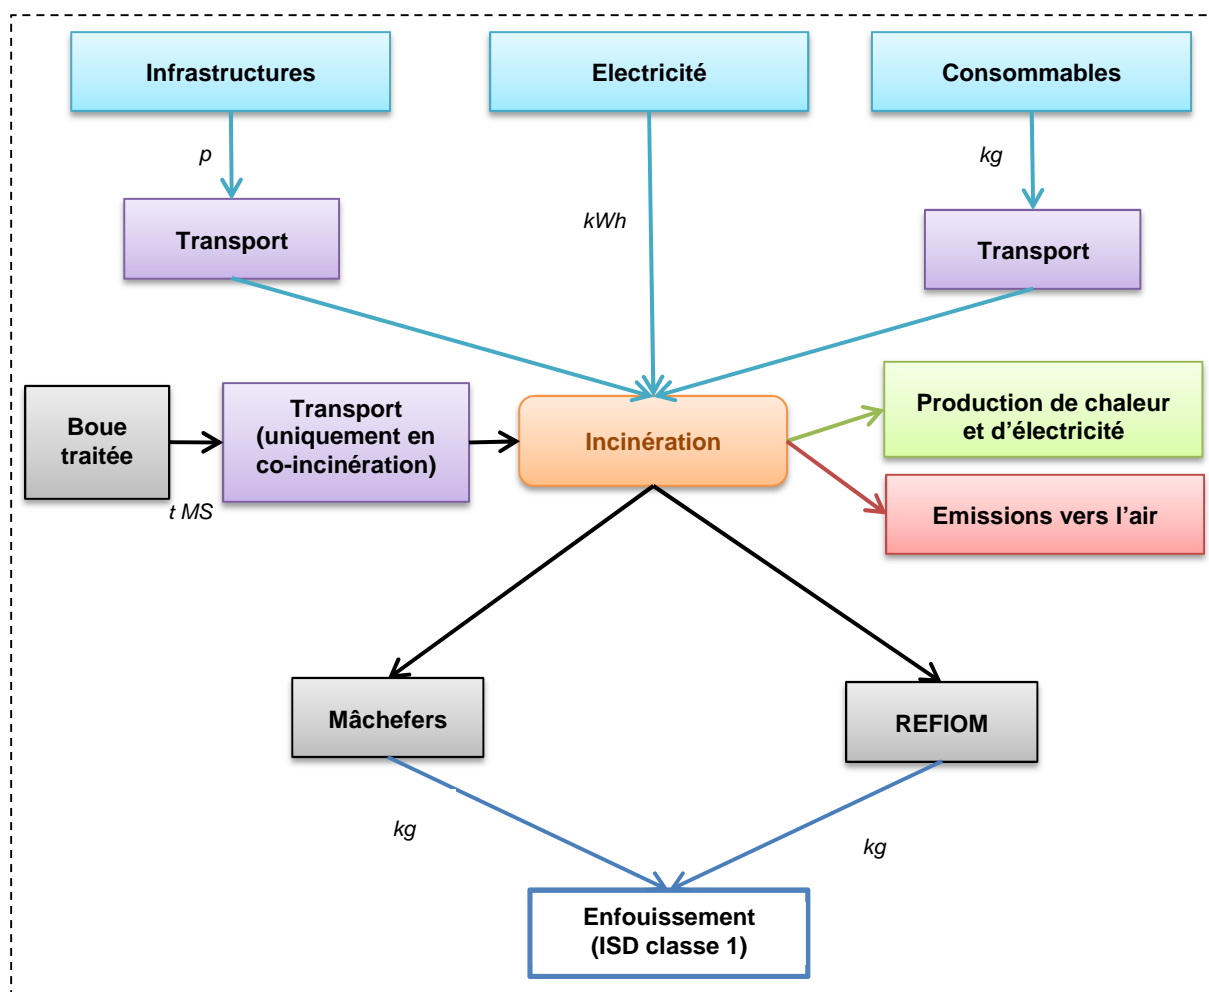 Infrastructures
Electricité
Consommables
p
kg
kWh
Transport
Transport
Boue
traitée
t MS
Transport
(uniquement en
co-incinération)
Incinération
Production de chaleur
et d'électricité
Emissions vers l'air
Mâchefers
REFIOM
kg
kg
Enfouissement
(ISD classe 1)